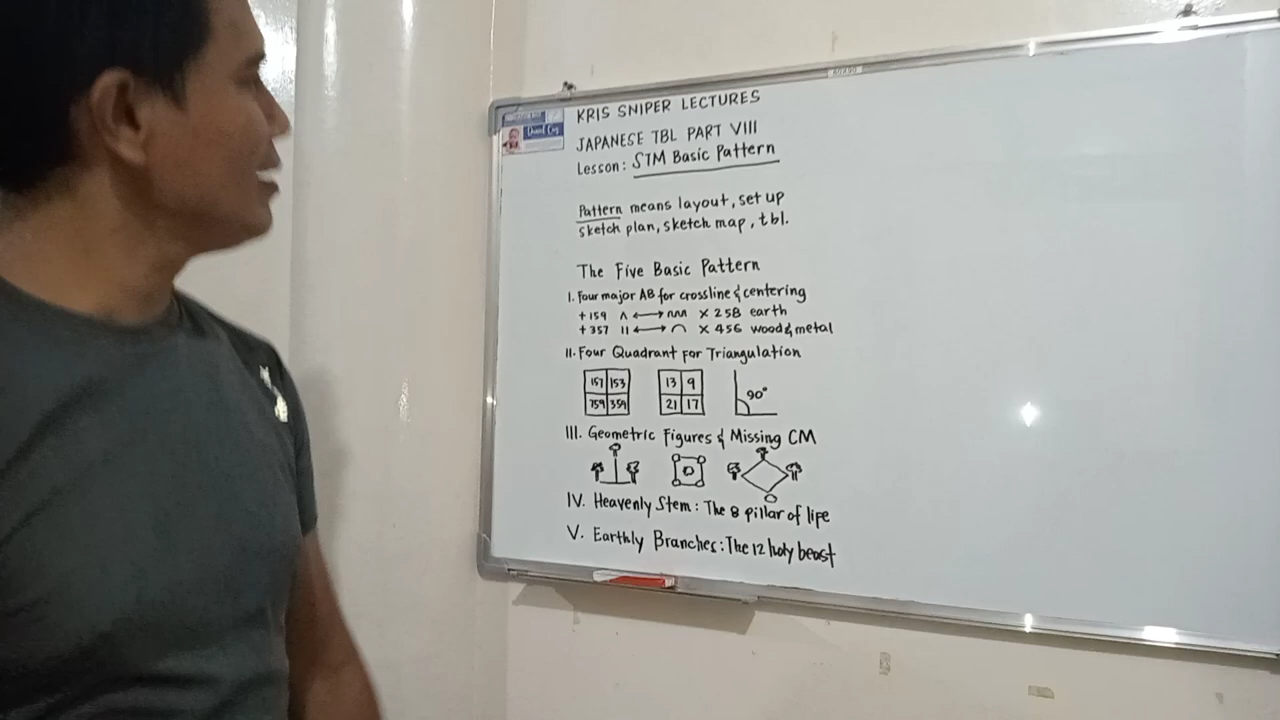 KRIS SNIPER LECTURES
JAPANESE TBL PART VIII
Lesson: STM Basic Pattern
Pattern means layout, set up
sketch plan, sketch map, tbl.
The Five Basic Pattern
I. Four major AB for crossline & centering
+159 ∧ ⟷ ᨓ × 258 earth
+357 || ⟷ ⌒ × 456 wood & metal
II. Four Quadrant for Triangulation
157 153 13 9
759 359 21 17 90°
III. Geometric Figures & Missing CM
IV. Heavenly Stem: The 8 pillar of life
V. Earthly Branches: The 12 holy beast